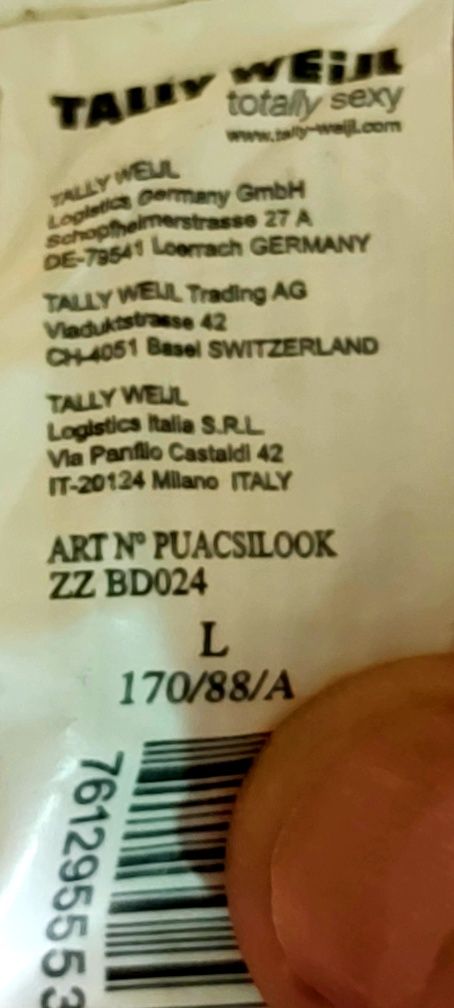 TALLY WEiJL
totally sexy
www.tally-weijl.com
TALLY WEIJL
Logistics Germany GmbH
Schopfheimerstrasse 27 A
DE-79541 Loerrach GERMANY
TALLY WEIJL Trading AG
Viaduktstrasse 42
CH-4051 Basel SWITZERLAND
TALLY WEIJL
Logistics Italia S.R.L.
Via Panfilo Castaldi 42
IT-20124 Milano ITALY
ART Nº PUACSILOOK
ZZ BD024
L
170/88/A
761295553